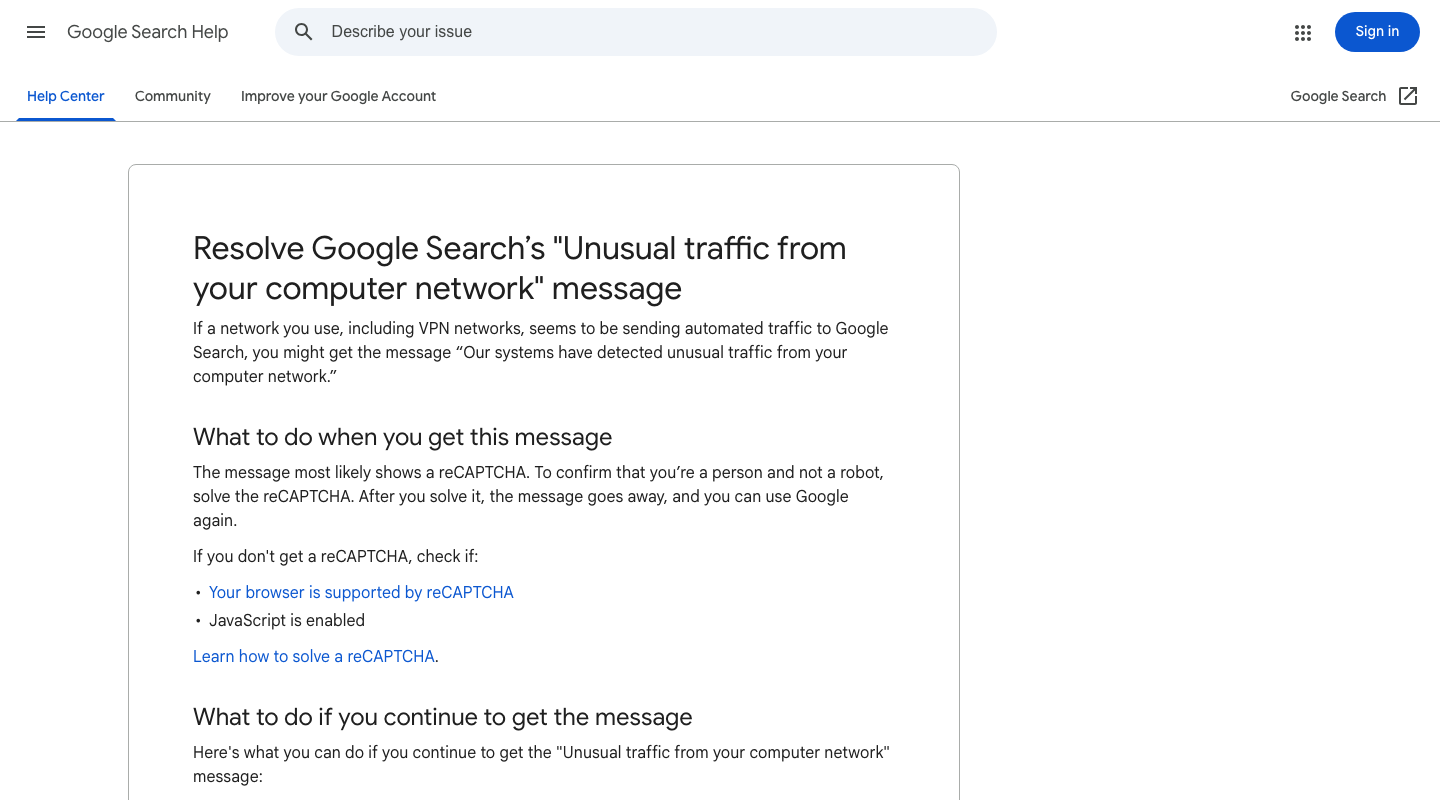 Google Search Help
Describe your issue
Sign in
Help Center
Community
Improve your Google Account
Google Search
Resolve Google Search’s "Unusual traffic from
your computer network" message
If a network you use, including VPN networks, seems to be sending automated traffic to Google
Search, you might get the message “Our systems have detected unusual traffic from your
computer network.”
What to do when you get this message
The message most likely shows a reCAPTCHA. To confirm that you’re a person and not a robot,
solve the reCAPTCHA. After you solve it, the message goes away, and you can use Google
again.
If you don't get a reCAPTCHA, check if:
• Your browser is supported by reCAPTCHA
• JavaScript is enabled
Learn how to solve a reCAPTCHA.
What to do if you continue to get the message
Here's what you can do if you continue to get the "Unusual traffic from your computer network"
message: